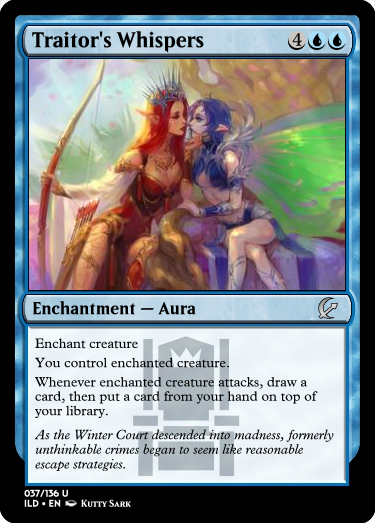 Traitor's Whispers 4
Enchantment — Aura
Enchant creature
You control enchanted creature.
Whenever enchanted creature attacks, draw a
card, then put a card from your hand on top of
your library.
As the Winter Court descended into madness, formerly
unthinkable crimes began to seem like reasonable
escape strategies.
037/136 U
ILD • EN Kutty Sark